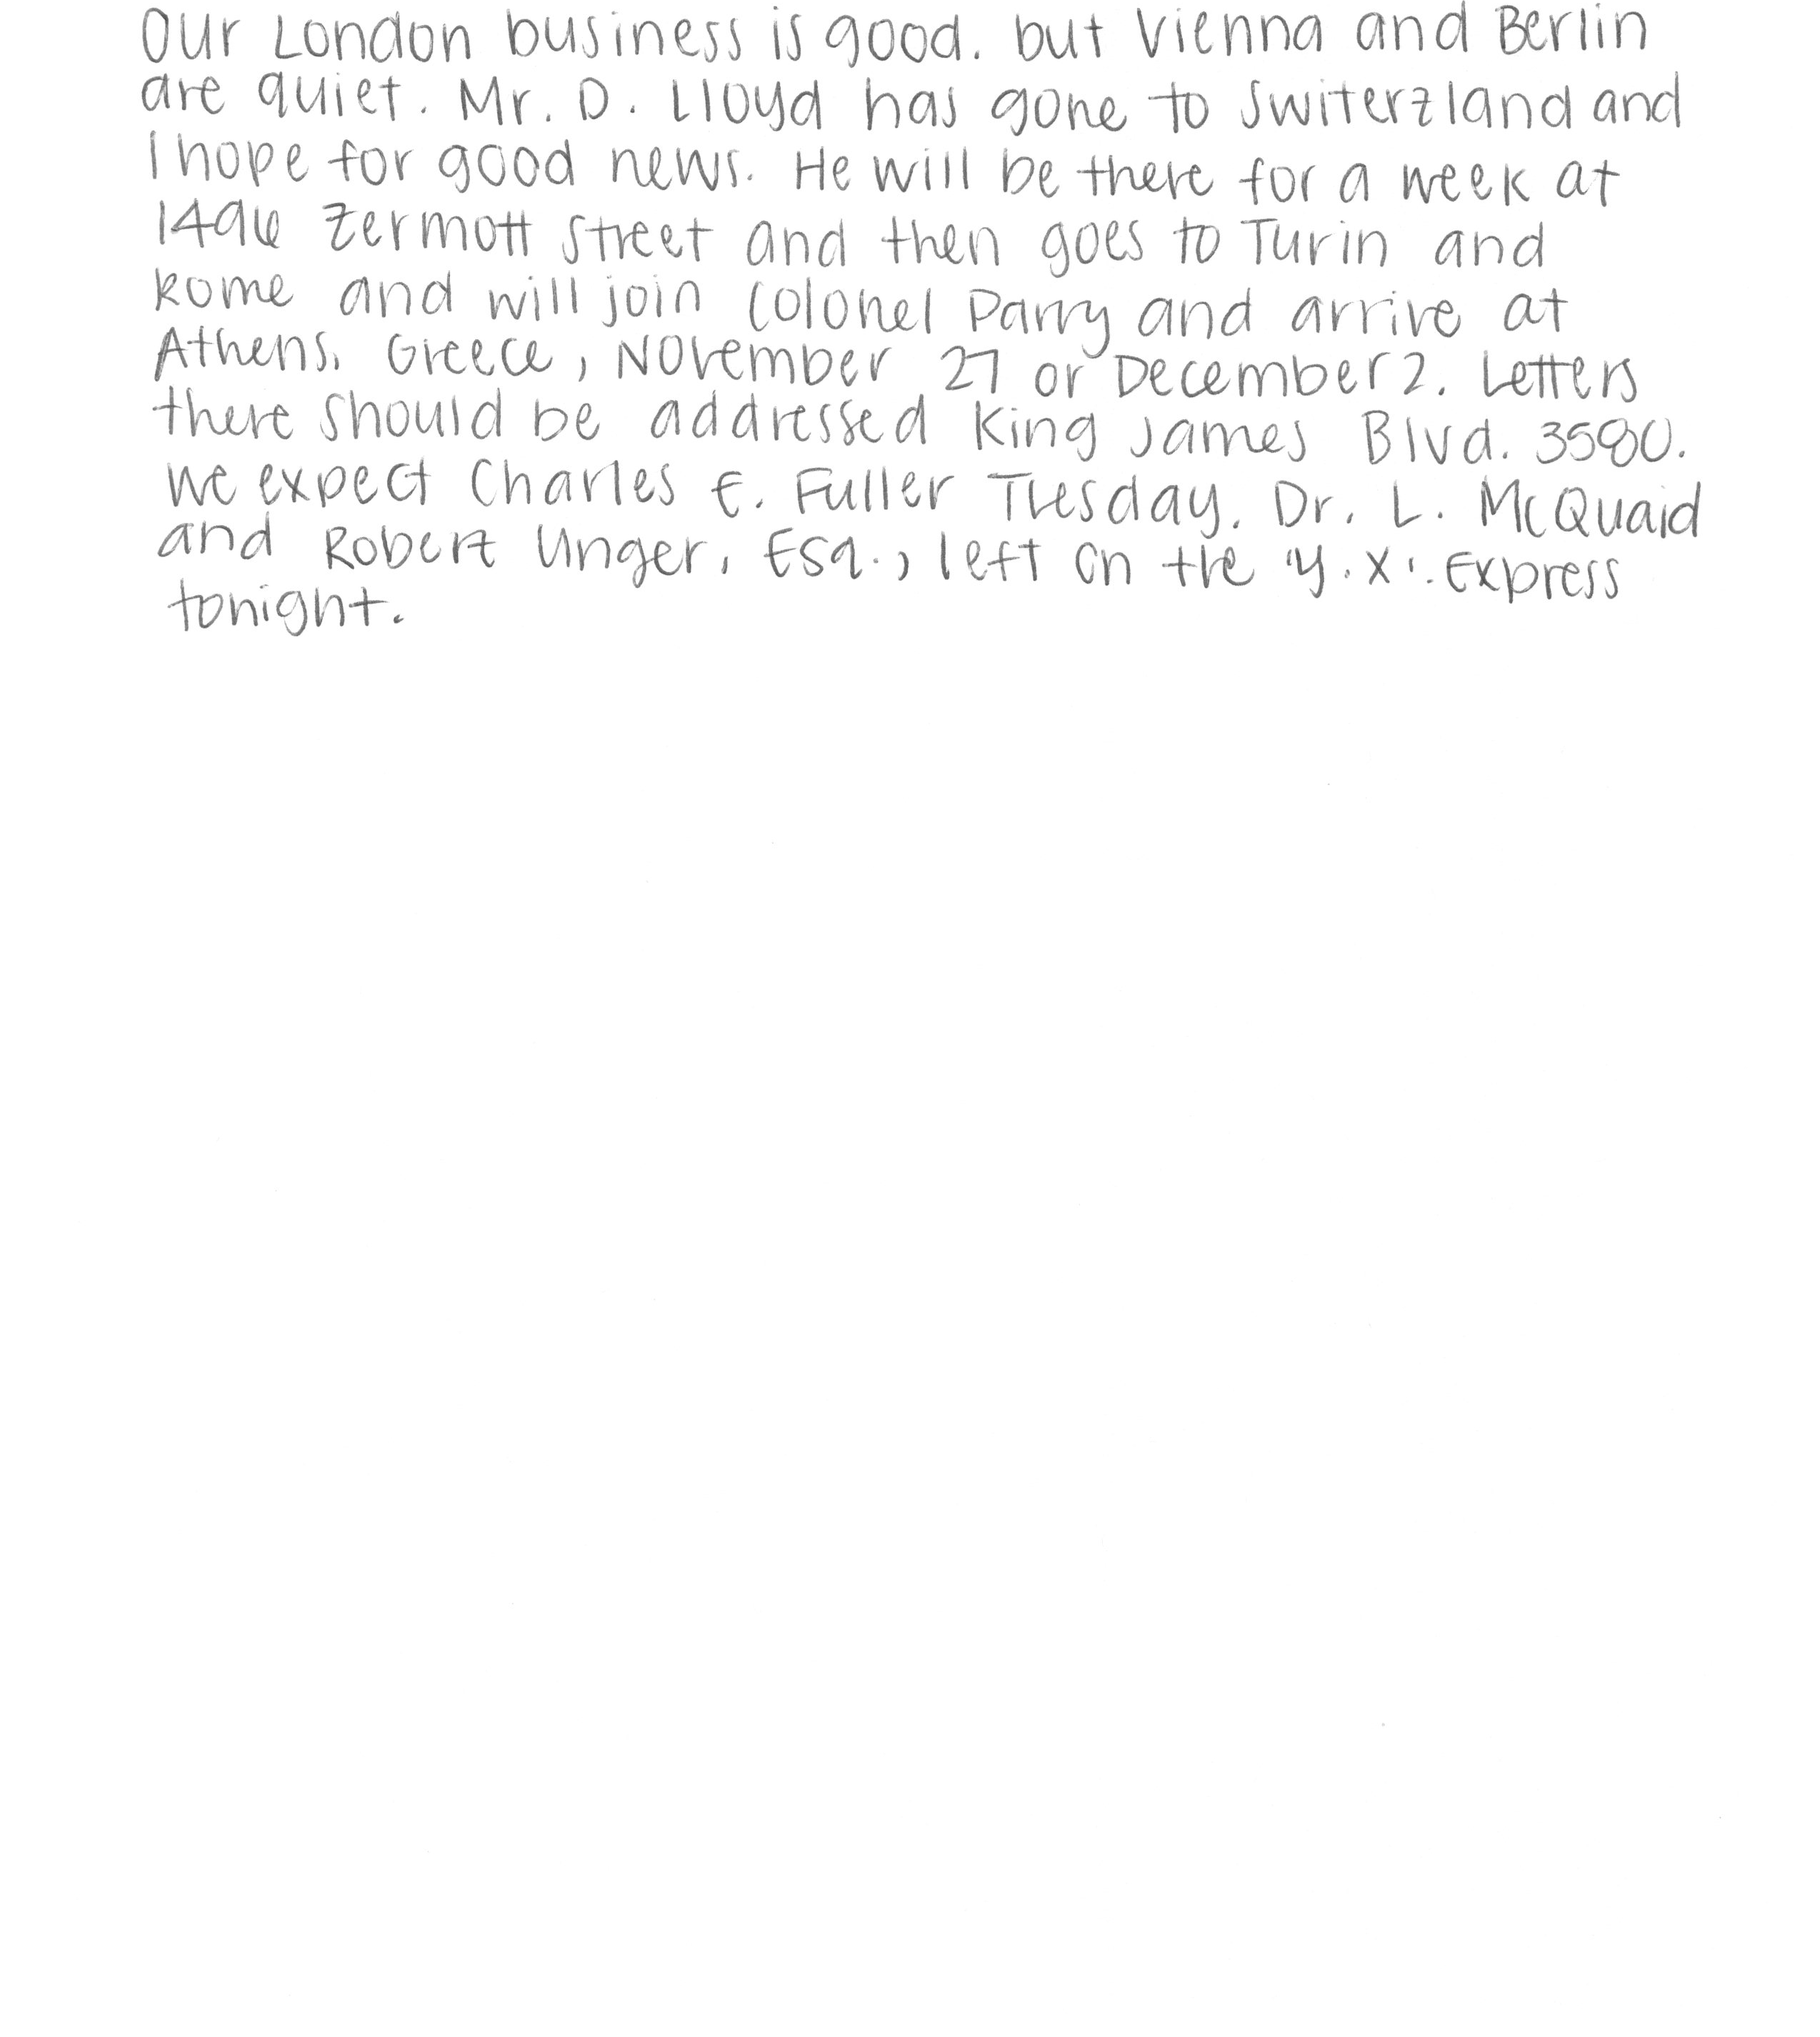 Our London business is good. but Vienna and Berlin
are quiet. Mr. D. Lloyd has gone to Switerzland and
I hope for good news. He will be there for a week at
1496 Zermott Street and then goes to Turin and
Rome and will join Colonel Parry and arrive at
Athens, Greece, November 27 or December 2. Letters
there should be addressed King James Blvd. 3580.
We expect Charles E. Fuller Tuesday. Dr. L. McQuaid
and Robert Unger, Esq., left on the 'Y.X'. Express
tonight.